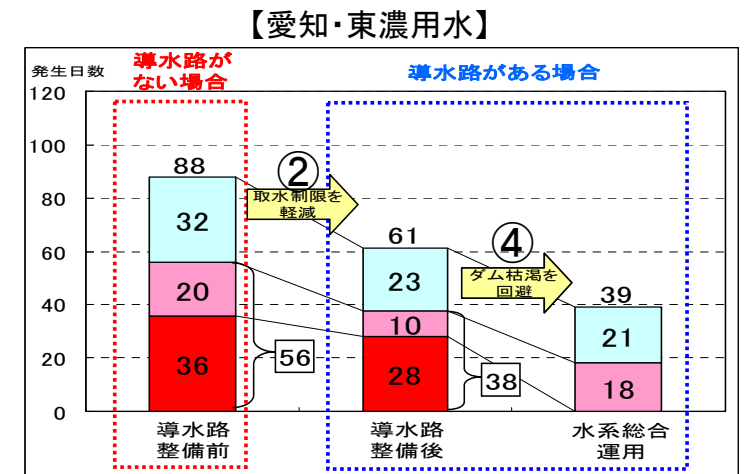 【愛知・東濃用水】
発生日数
導水路が
ない場合
導水路がある場合
120
100
80
60
40
20
0
88
32
20
36
56
②
取水制限を
軽減
61
23
10
28
38
④
ダム枯渇を
回避
39
21
18
導水路
整備前
導水路
整備後
水系総合
運用